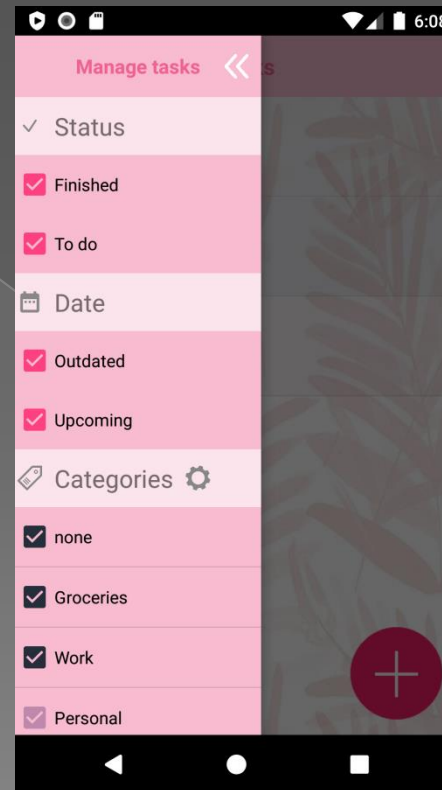 6:08
Manage tasks
Status
Finished
To do
Date
Outdated
Upcoming
Categories
none
Groceries
Work
Personal